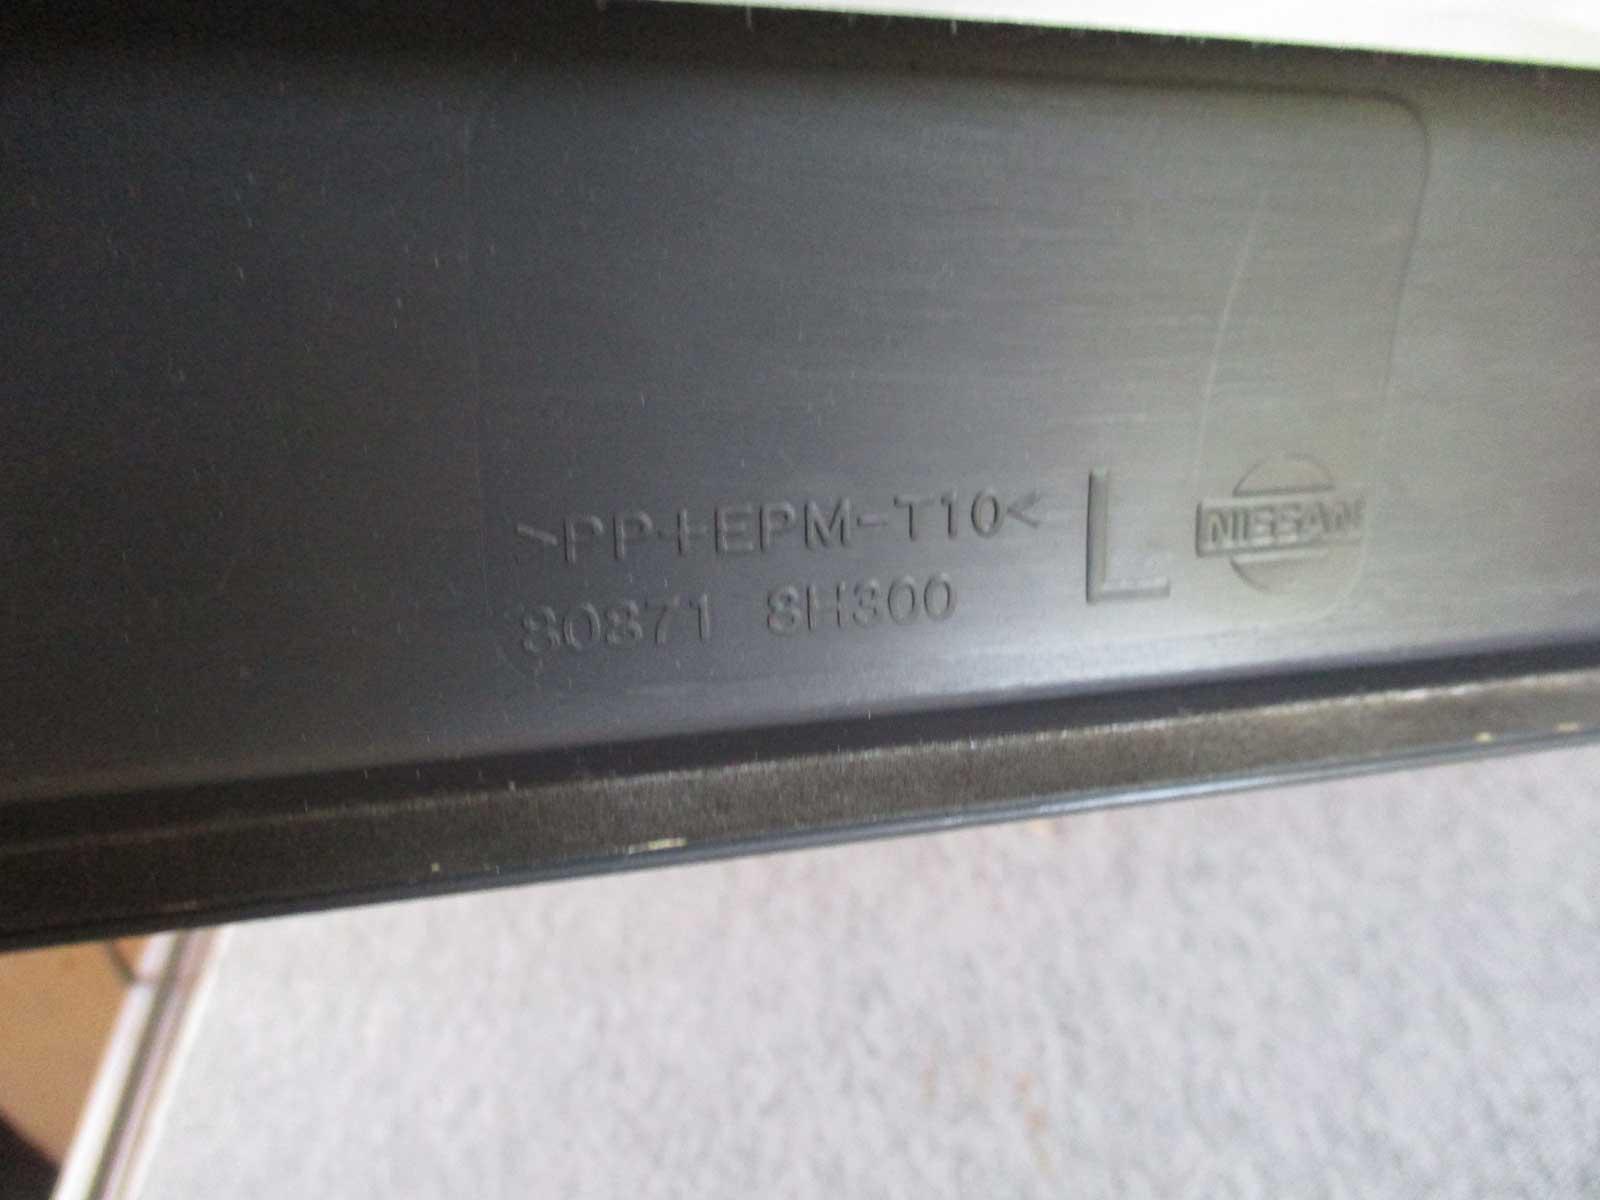 >PP+EPM-T10<
80871 8H300
L
NISSAN